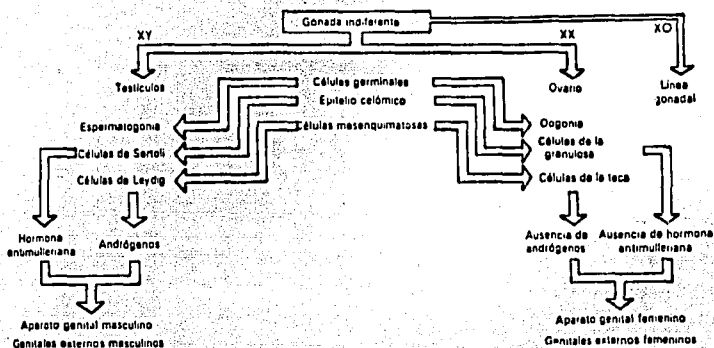 Gonada indiferente
XY
XX
XO
Testículos
Células germinales
Ovario
Línea
gonadal
Epitelio celómico
Espermatogonia
Células mesenquimatosas
Oogonia
Células de Sertoli
Células de la
granulosa
Células de Leydig
Células de la teca
Hormona
antimulleriana
Andrógenos
Ausencia de
andrógenos
Ausencia de hormona
antimulleriana
Aparato genital masculino
Genitales externos masculinos
Aparato genital femenino
Genitales externos femeninos